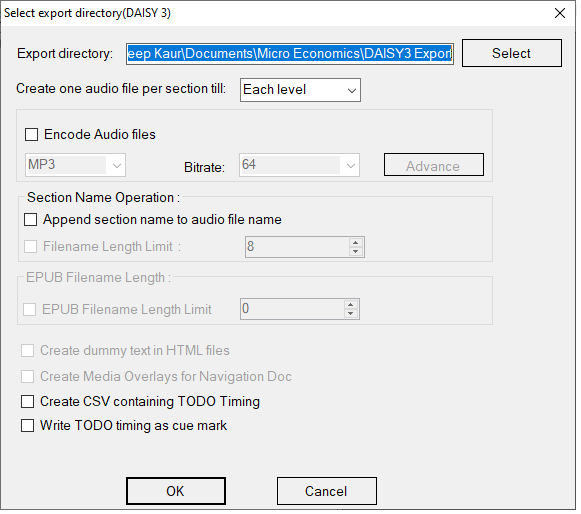 Select export directory(DAISY 3)
Export directory: eep Kaur\Documents\Micro Economics\DAISY3 Export Select
Create one audio file per section till: Each level
Encode Audio files
MP3 Bitrate: 64 Advance
Section Name Operation :
Append section name to audio file name
Filename Length Limit : 8
EPUB Filename Length :
EPUB Filename Length Limit 0
Create dummy text in HTML files
Create Media Overlays for Navigation Doc
Create CSV containing TODO Timing
Write TODO timing as cue mark
OK Cancel